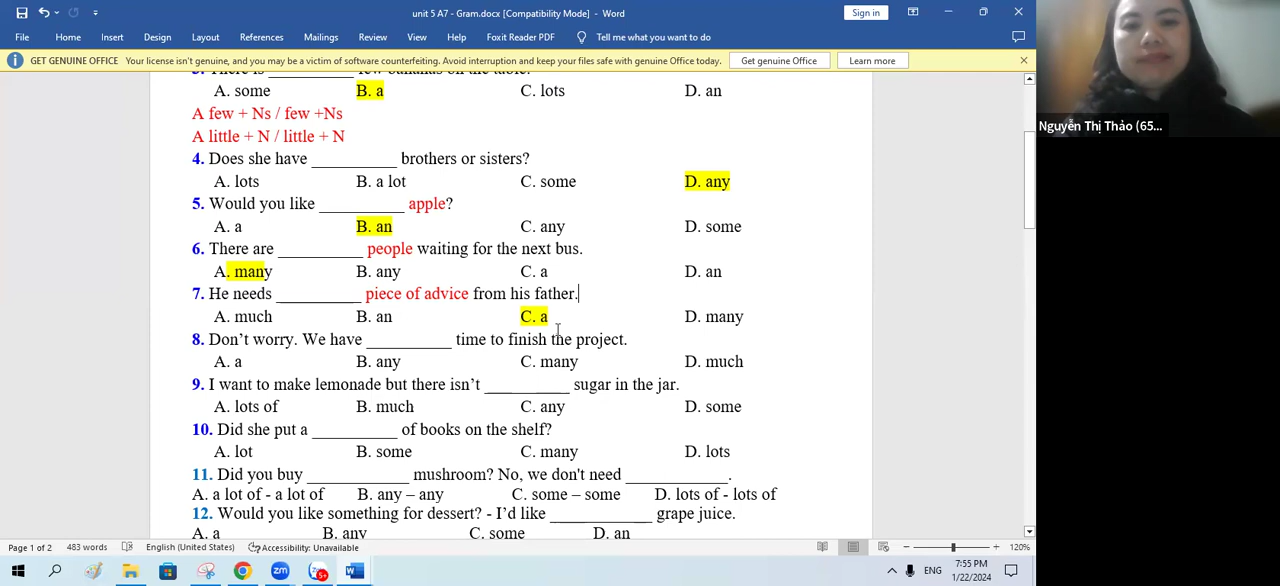 unit 5 A7 - Gram.docx [Compatibility Mode] - Word
Sign in
File Home Insert Design Layout References Mailings Review View Help Foxit Reader PDF Tell me what you want to do
GET GENUINE OFFICE Your license isn't genuine, and you may be a victim of software counterfeiting. Avoid interruption and keep your files safe with genuine Office today. Get genuine Office Learn more
3. There is __________ few bananas on the table.
A. some B. a C. lots D. an
A few + Ns / few +Ns
A little + N / little + N
4. Does she have __________ brothers or sisters?
A. lots B. a lot C. some D. any
5. Would you like __________ apple?
A. a B. an C. any D. some
6. There are __________ people waiting for the next bus.
A. many B. any C. a D. an
7. He needs __________ piece of advice from his father.
A. much B. an C. a D. many
8. Don't worry. We have __________ time to finish the project.
A. a B. any C. many D. much
9. I want to make lemonade but there isn't __________ sugar in the jar.
A. lots of B. much C. any D. some
10. Did she put a __________ of books on the shelf?
A. lot B. some C. many D. lots
11. Did you buy ____________ mushroom? No, we don't need ____________.
A. a lot of - a lot of B. any – any C. some – some D. lots of - lots of
12. Would you like something for dessert? - I'd like ____________ grape juice.
A. a B. any C. some D. an
Nguyễn Thị Thảo (65...
Page 1 of 2 483 words English (United States) Accessibility: Unavailable 120%
ENG
7:55 PM
1/22/2024